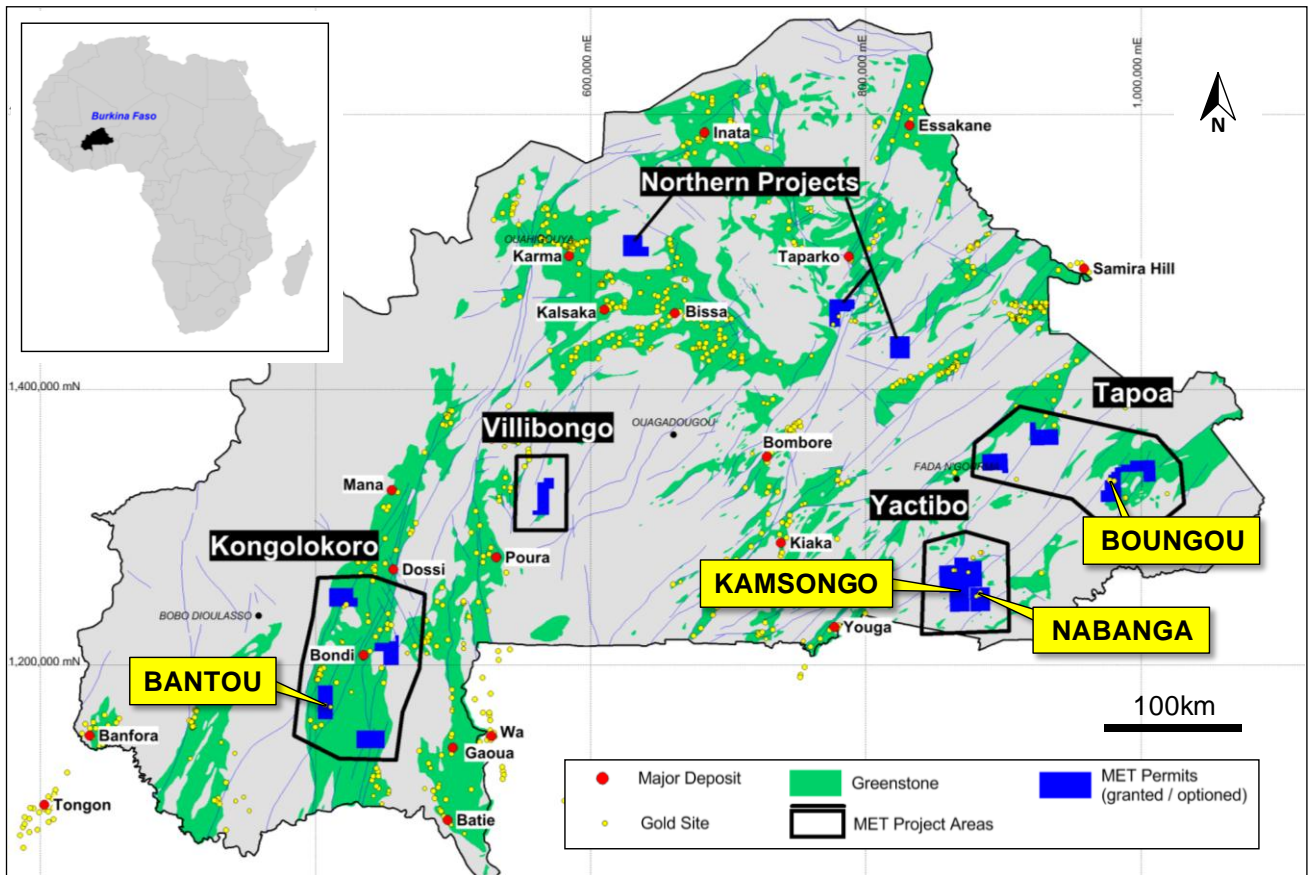 Burkina Faso
600,000 mE
800,000 mE
1,000,000 mE
N
Inata
Essakane
Northern Projects
OUAHIGOUYA
Karma
Taparko
Samira Hill
Kalsaka
Bissa
1,400,000 mN
Tapoa
Villibongo
OUAGADOUGOU
Bombore
FADA N'GOURMA
Mana
Yactibo
BOUNGOU
Kongolokoro
Poura
Kiaka
Dossi
KAMSONGO
BOBO DIOULASSO
NABANGA
Youga
Bondi
1,200,000 mN
BANTOU
100km
Banfora
Wa
Gaoua
Major Deposit
Greenstone
MET Permits
(granted / optioned)
Tongon
Gold Site
MET Project Areas
Batie